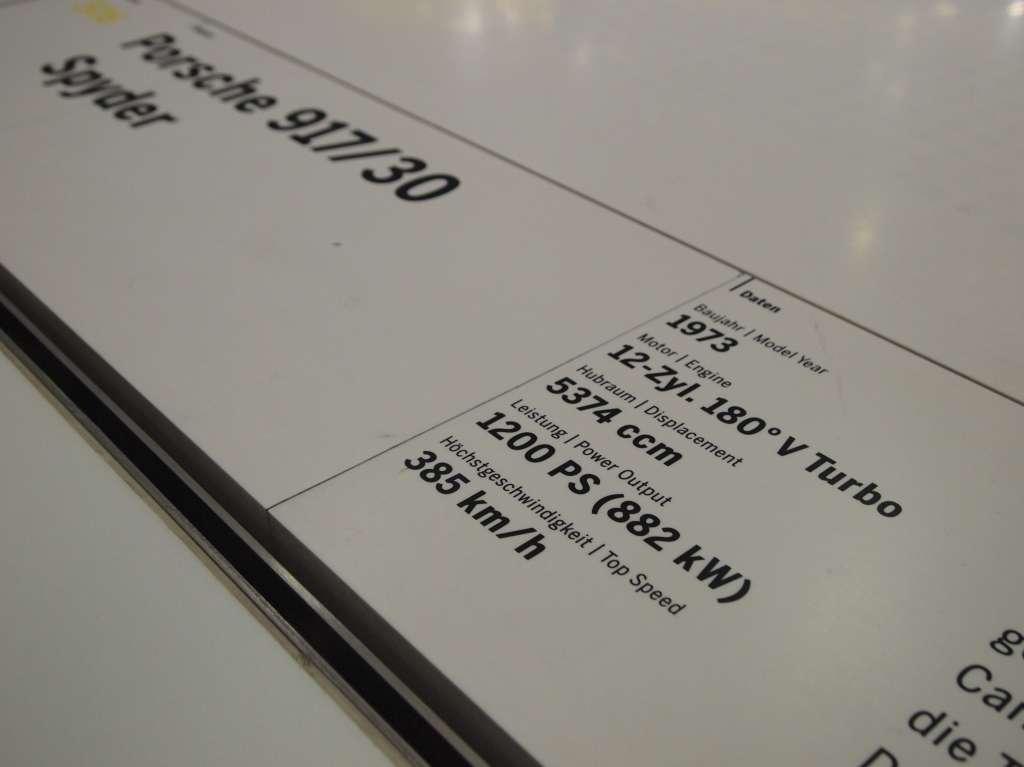 Porsche 917/30
Spyder
Daten
Baujahr | Model Year
1973
Motor | Engine
12-Zyl. 180° V Turbo
Hubraum | Displacement
5374 ccm
Leistung | Power Output
1200 PS (882 kW)
Höchstgeschwindigkeit | Top Speed
385 km/h
die